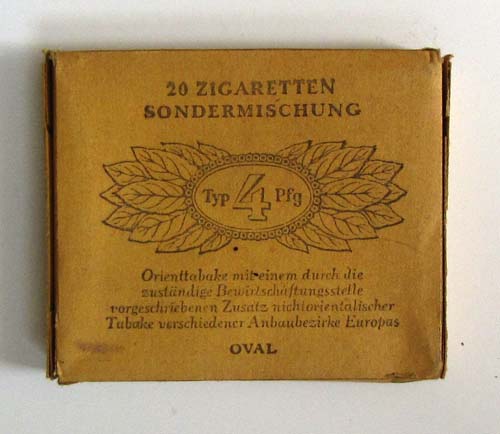 20 ZIGARETTEN
SONDERMISCHUNG
Typ 4 Pfg
Orienttabake mit einem durch die
zuständige Bewirtschaftungsstelle
vorgeschriebenen Zusatz nichtorientalischer
Tabake verschiedener Anbaubezirke Europas
OVAL